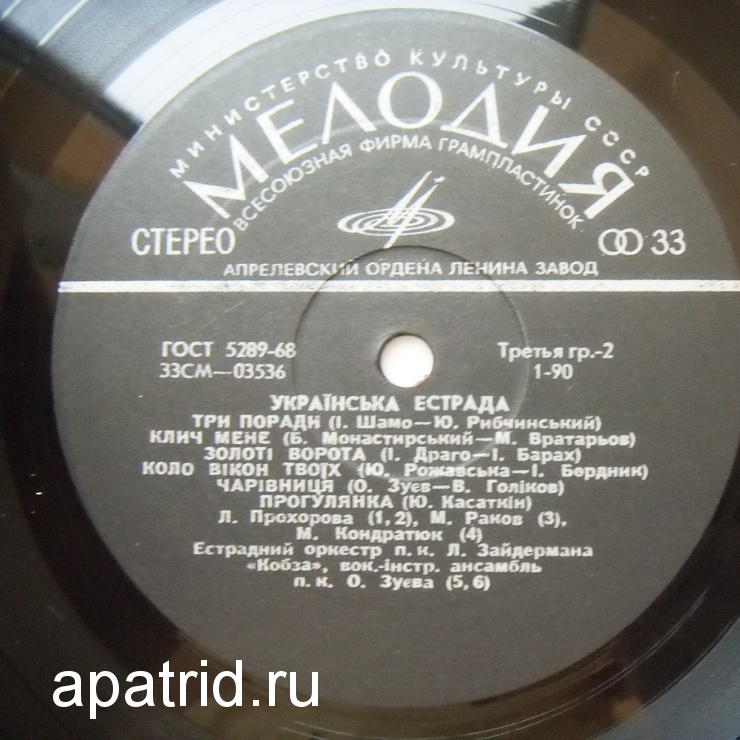 МИНИСТЕРСТВО КУЛЬТУРЫ СССР
МЕЛОДИЯ
ВСЕСОЮЗНАЯ ФИРМА ГРАМПЛАСТИНОК
СТЕРЕО 33
АПРЕЛЕВСКИЙ ОРДЕНА ЛЕНИНА ЗАВОД
ГОСТ 5289-68 Третья гр.-2
33СМ—03536 1-90
УКРАЇНСЬКА ЕСТРАДА
ТРИ ПОРАДИ (І. Шамо—Ю. Рибчинський)
КЛИЧ МЕНЕ (Б. Монастирський—М. Вратарьов)
ЗОЛОТІ ВОРОТА (І. Драго—І. Барах)
КОЛО ВІКОН ТВОЇХ (Ю. Рожавська—І. Бердник)
ЧАРІВНИЦЯ (О. Зуєв—В. Голіков)
ПРОГУЛЯНКА (Ю. Касаткін)
Л. Прохорова (1,2), М. Раков (3),
М. Кондратюк (4)
Естрадний оркестр п. к. Л. Зайдермана
«Кобза», вок.-інстр. ансамбль
п. к. О. Зуєва (5,6)
apatrid.ru